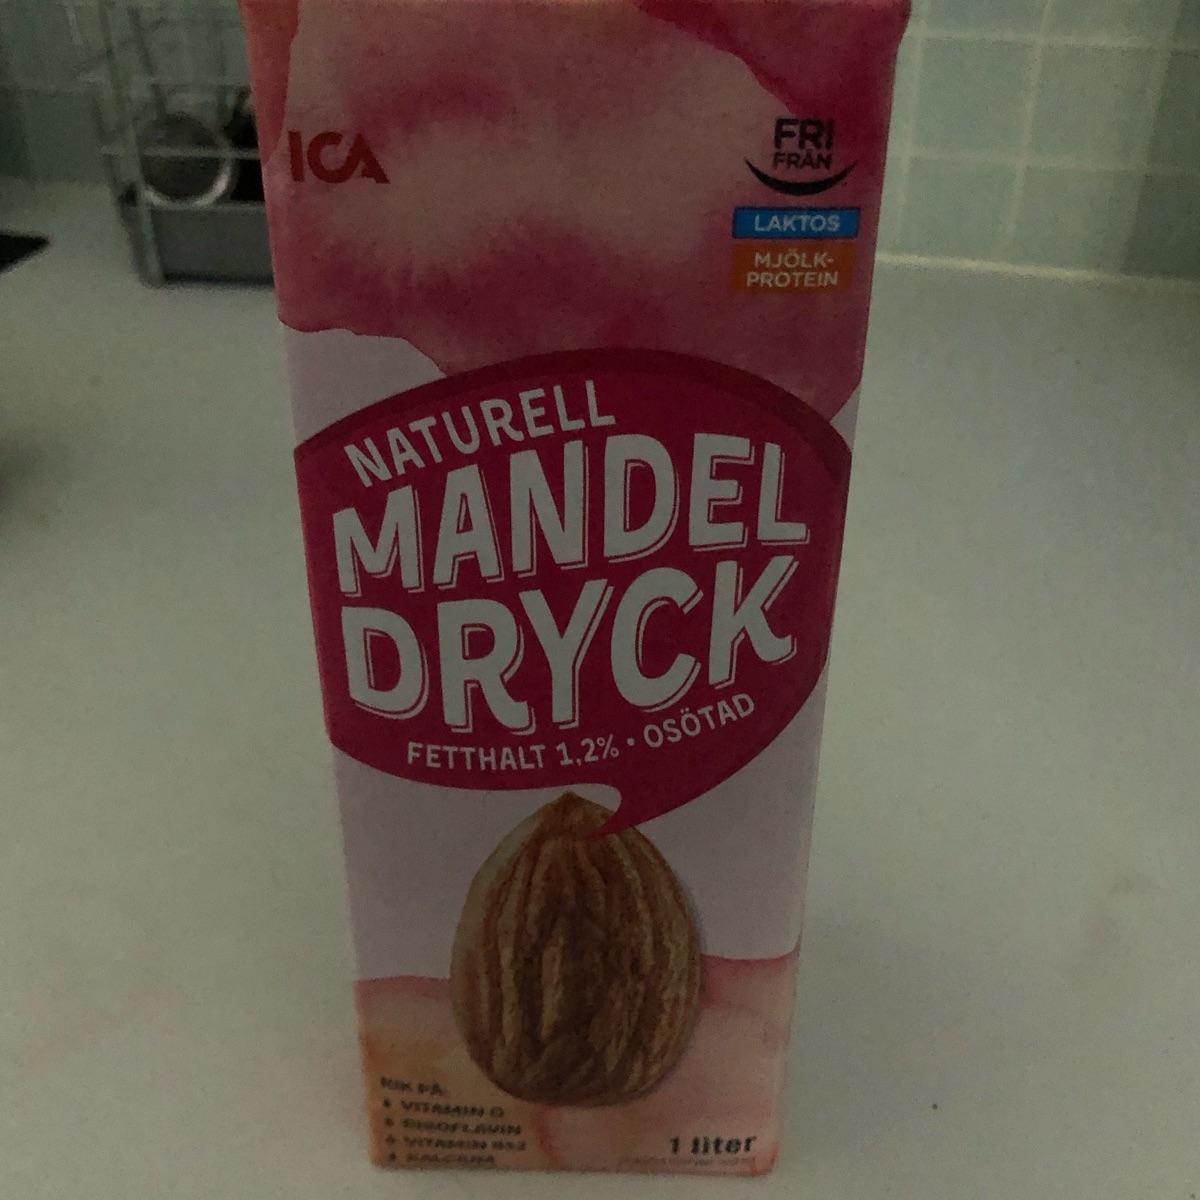 ICA
FRI
FRÅN
LAKTOS
MJÖLK-
PROTEIN
NATURELL
MANDEL
DRYCK
FETTHALT 1,2% • OSÖTAD
RIK PÅ:
VITAMIN D
RIBOFLAVIN
VITAMIN B12
1 liter